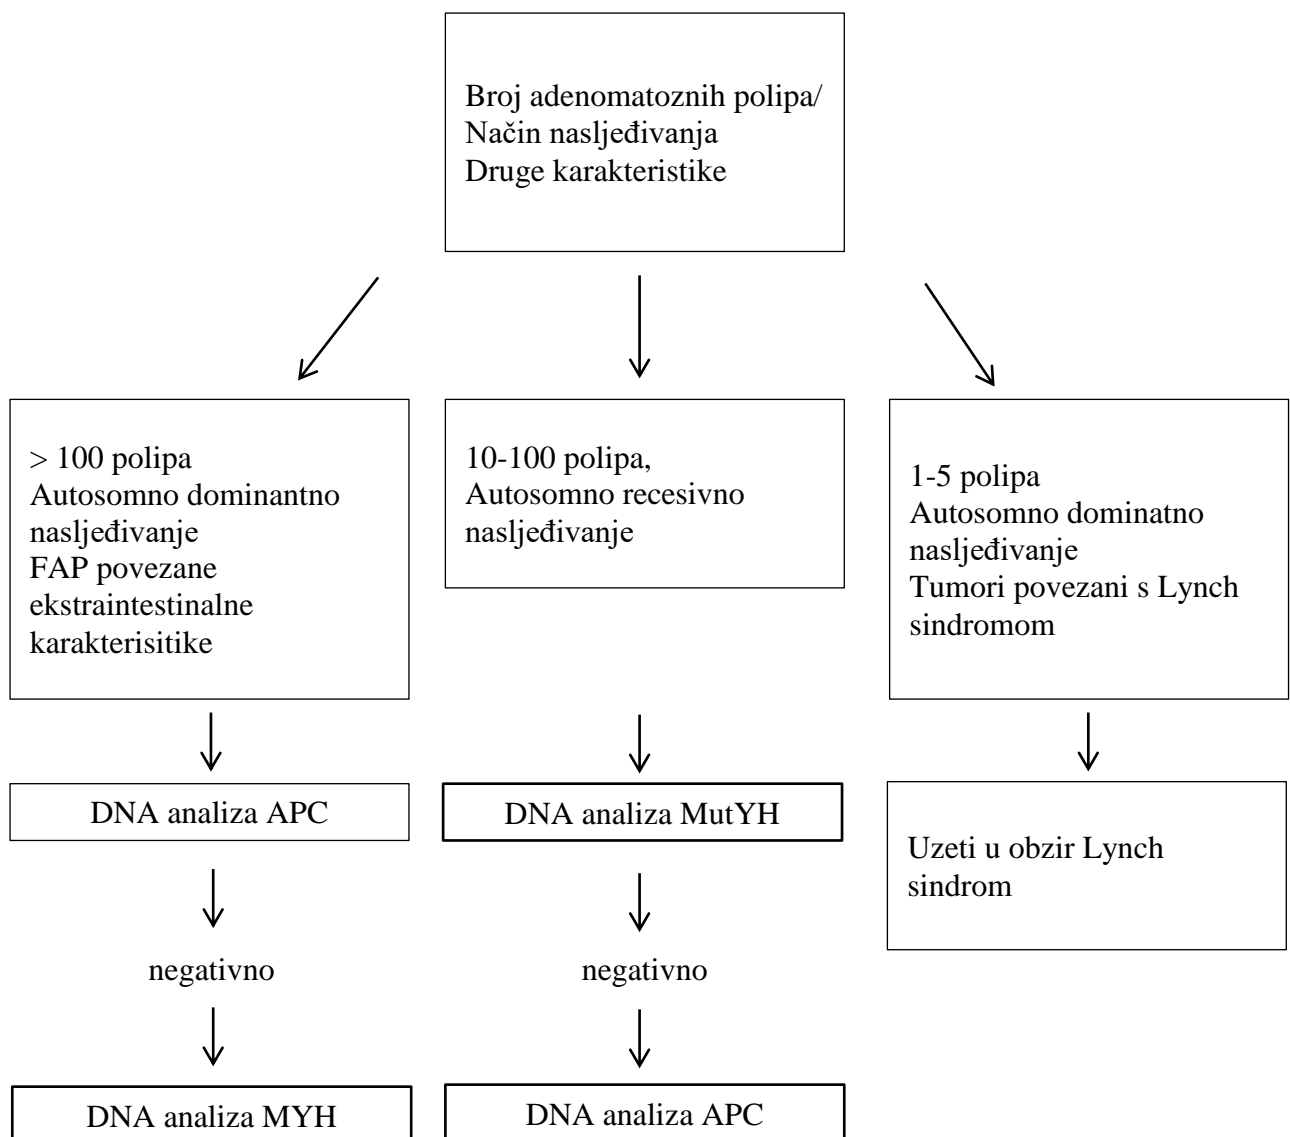 Broj adenomatoznih polipa/
Način nasljeđivanja
Druge karakteristike
> 100 polipa
Autosomno dominantno
nasljeđivanje
FAP povezane
ekstraintestinalne
karakterisitike
10-100 polipa,
Autosomno recesivno
nasljeđivanje
1-5 polipa
Autosomno dominatno
nasljeđivanje
Tumori povezani s Lynch
sindromom
DNA analiza APC
DNA analiza MutYH
Uzeti u obzir Lynch
sindrom
negativno
negativno
DNA analiza MYH
DNA analiza APC